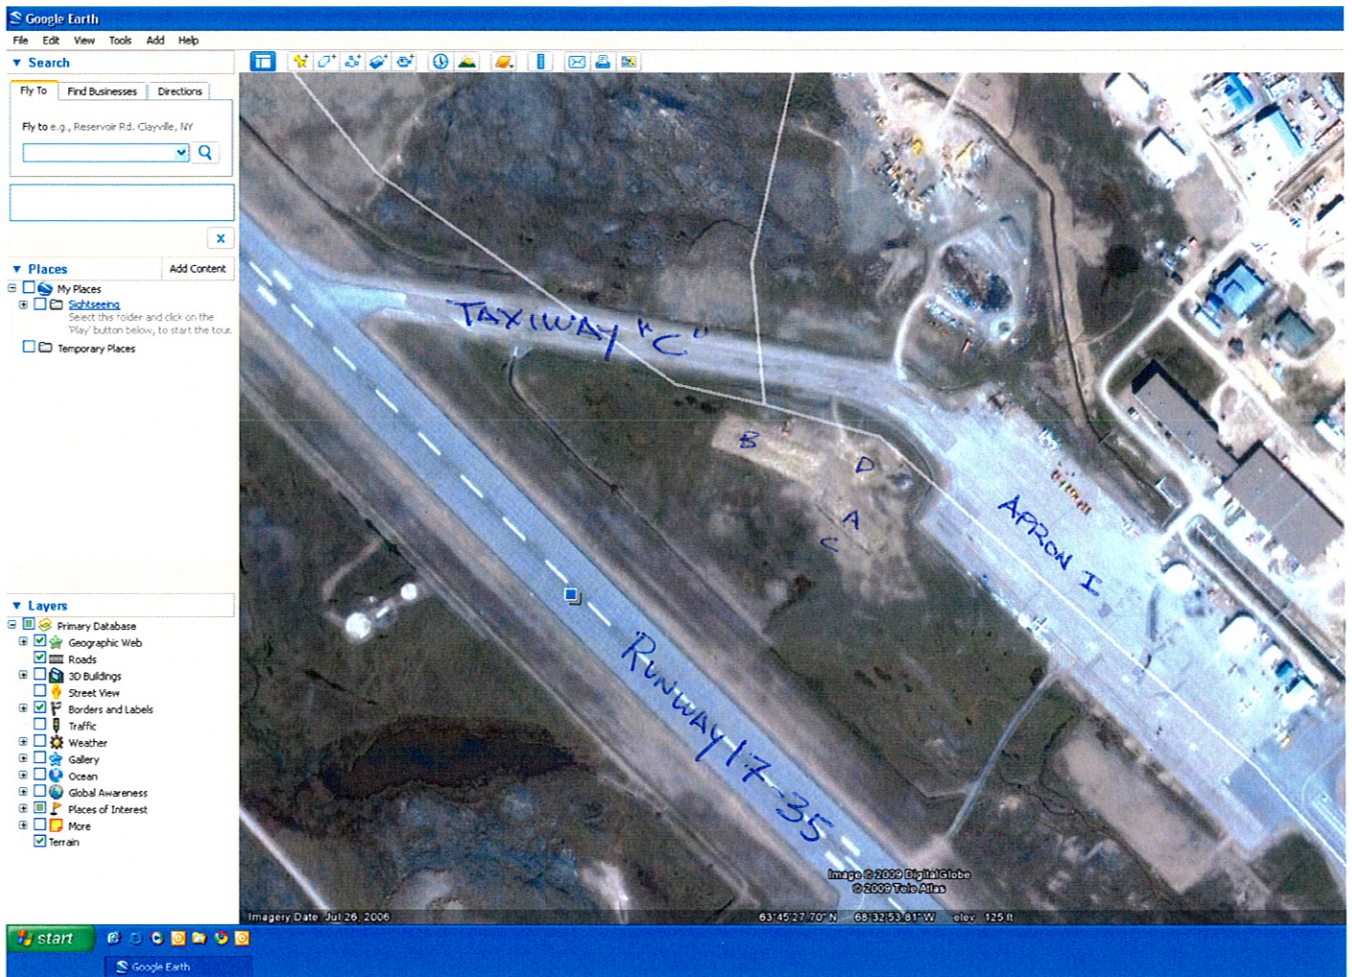 Google Earth
File Edit View Tools Add Help
Search
Fly To Find Businesses Directions
Fly to e.g., Reservoir Rd. Clayville, NY
x
Places Add Content
My Places
Sightseeing
Select this folder and click on the
'Play' button below, to start the tour.
Temporary Places
Layers
Primary Database
Geographic Web
Roads
3D Buildings
Street View
Borders and Labels
Traffic
Weather
Gallery
Ocean
Global Awareness
Places of Interest
More
Terrain
TAXIWAY "C"
B
D
A
C
APRON I
RUNWAY 17-35
Image © 2009 DigitalGlobe
© 2009 Tele Atlas
Imagery Date: Jul 26, 2006
63°45'27.70" N 68°32'53.81" W elev 125 ft
start
Google Earth